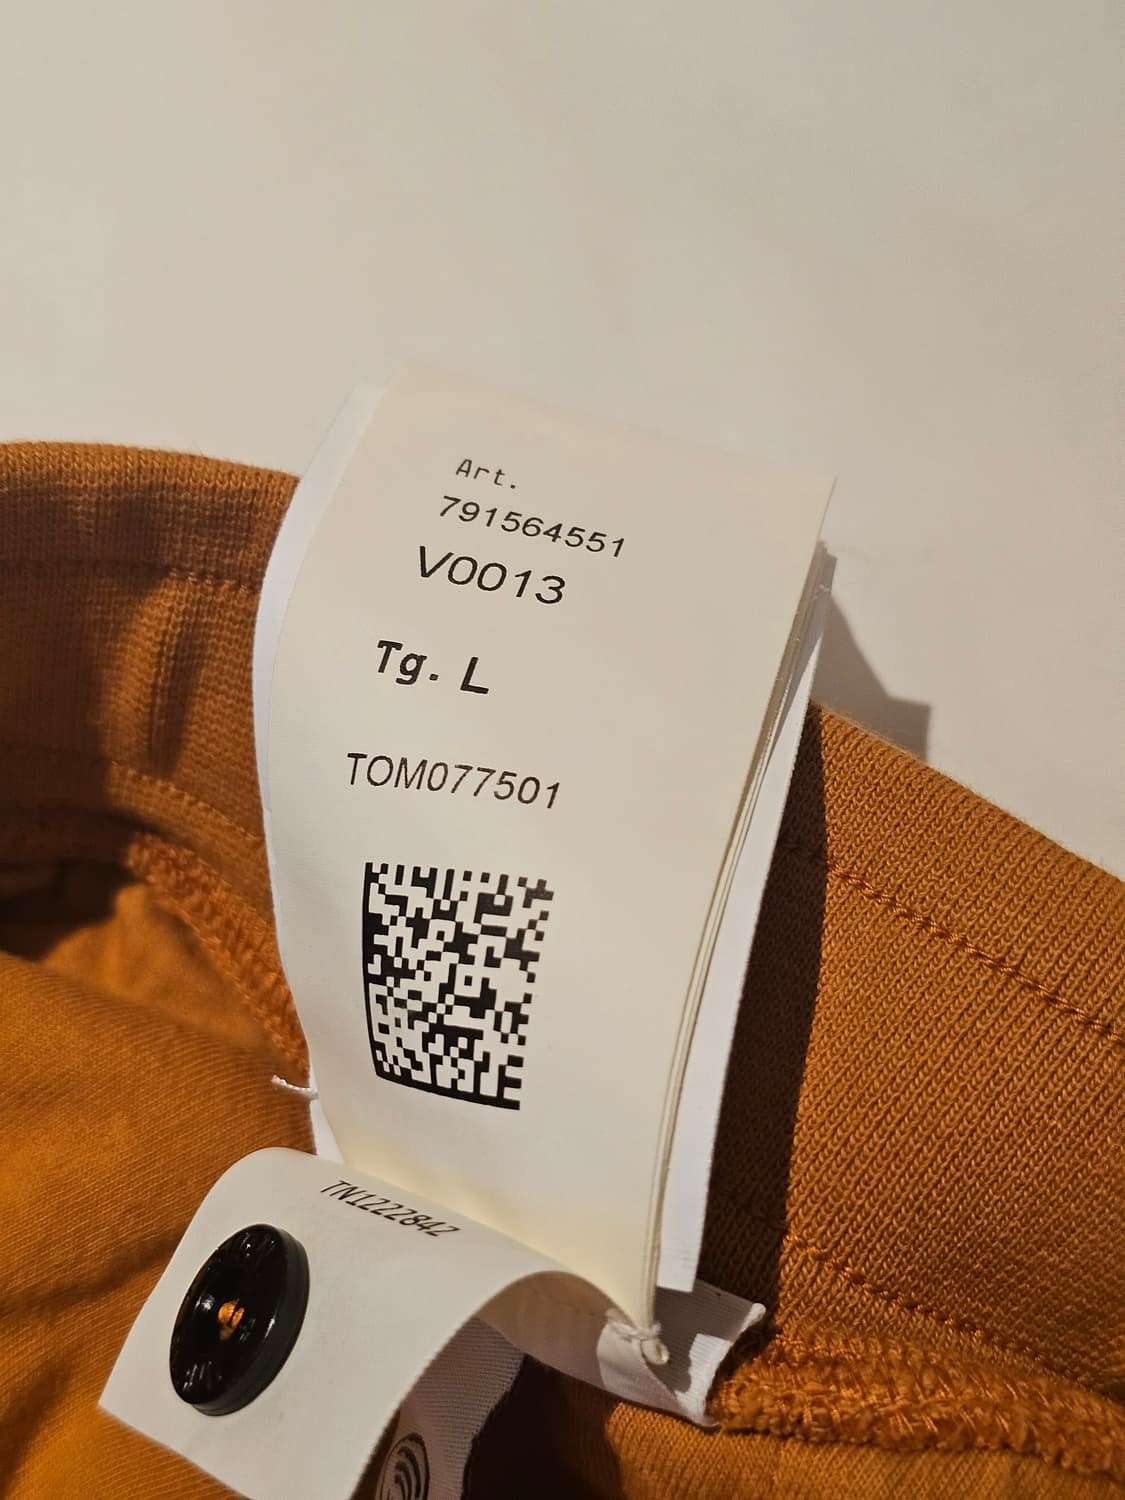 Art.
791564551
V0013
Tg. L
TOM077501
TN1222842